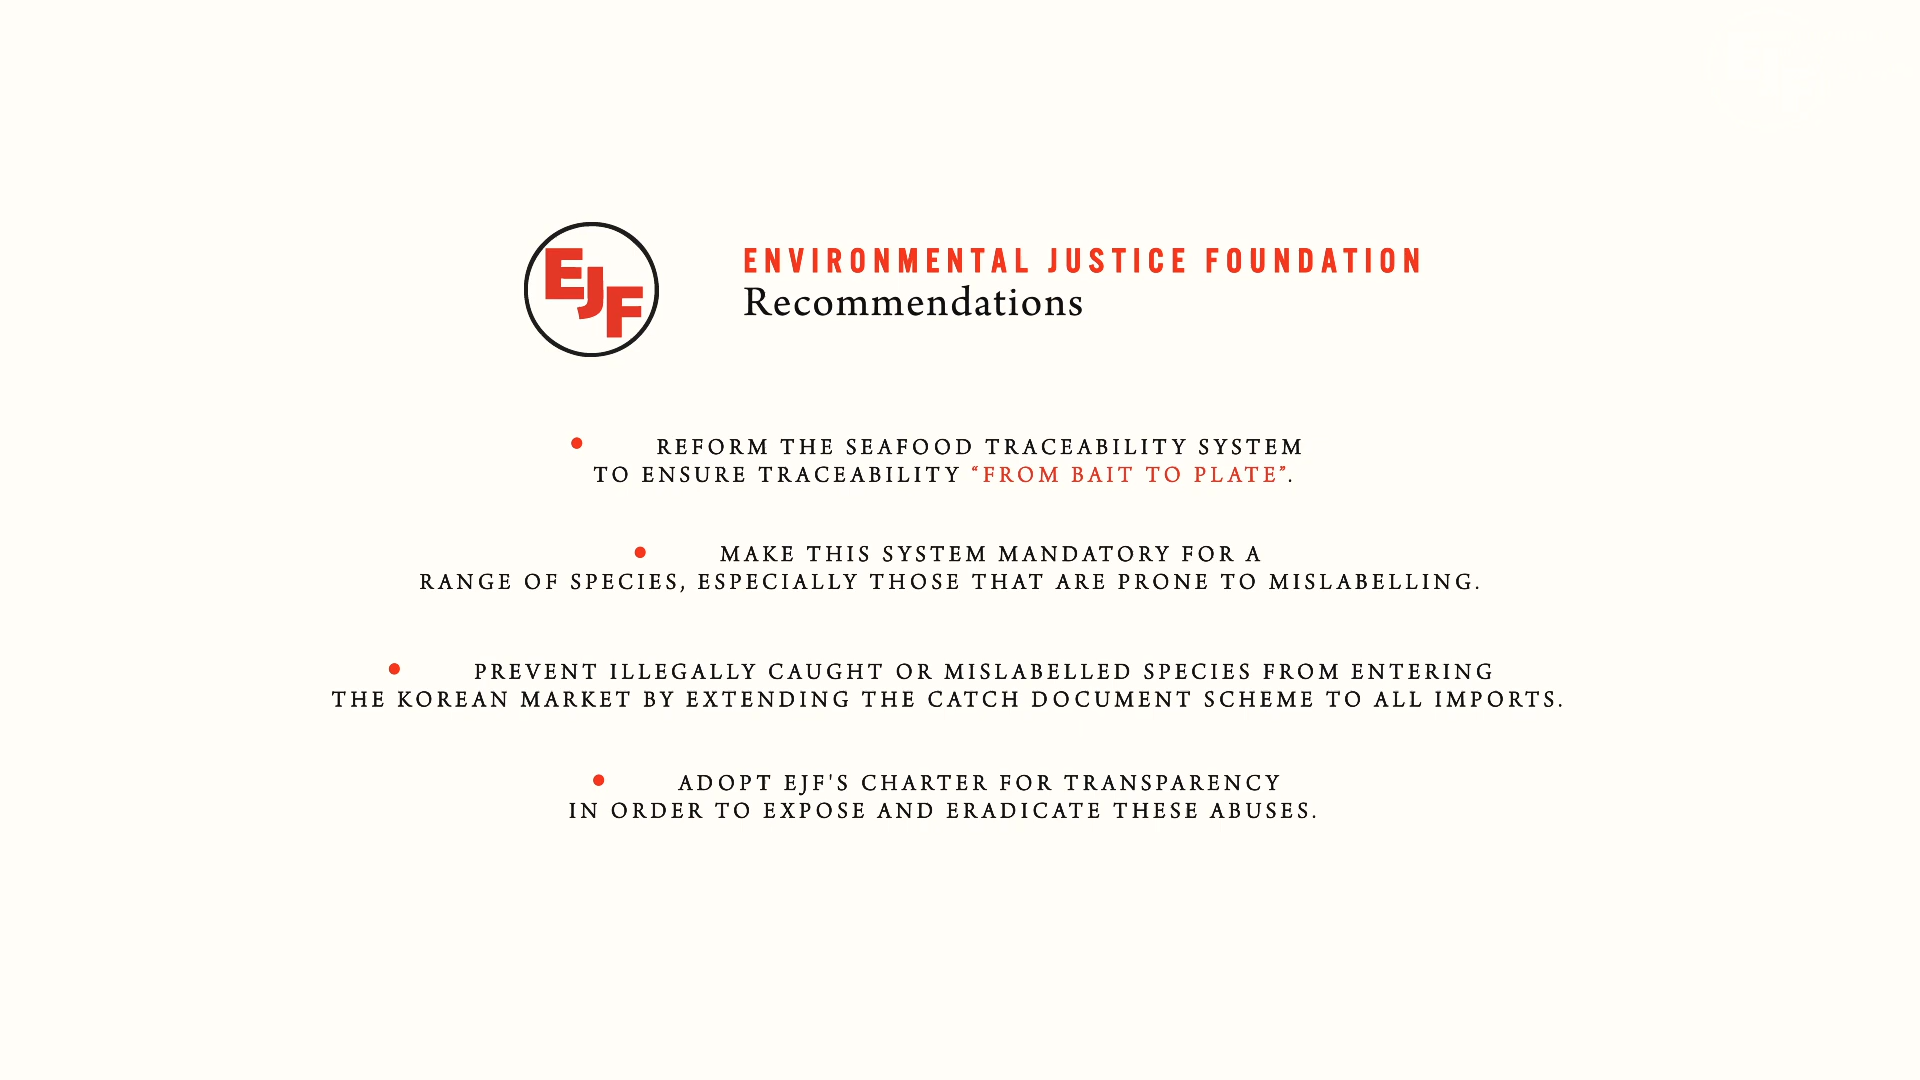 EJF
ENVIRONMENTAL JUSTICE FOUNDATION
Recommendations
• REFORM THE SEAFOOD TRACEABILITY SYSTEM
TO ENSURE TRACEABILITY “FROM BAIT TO PLATE”.
• MAKE THIS SYSTEM MANDATORY FOR A
RANGE OF SPECIES, ESPECIALLY THOSE THAT ARE PRONE TO MISLABELLING.
• PREVENT ILLEGALLY CAUGHT OR MISLABELLED SPECIES FROM ENTERING
THE KOREAN MARKET BY EXTENDING THE CATCH DOCUMENT SCHEME TO ALL IMPORTS.
• ADOPT EJF'S CHARTER FOR TRANSPARENCY
IN ORDER TO EXPOSE AND ERADICATE THESE ABUSES.